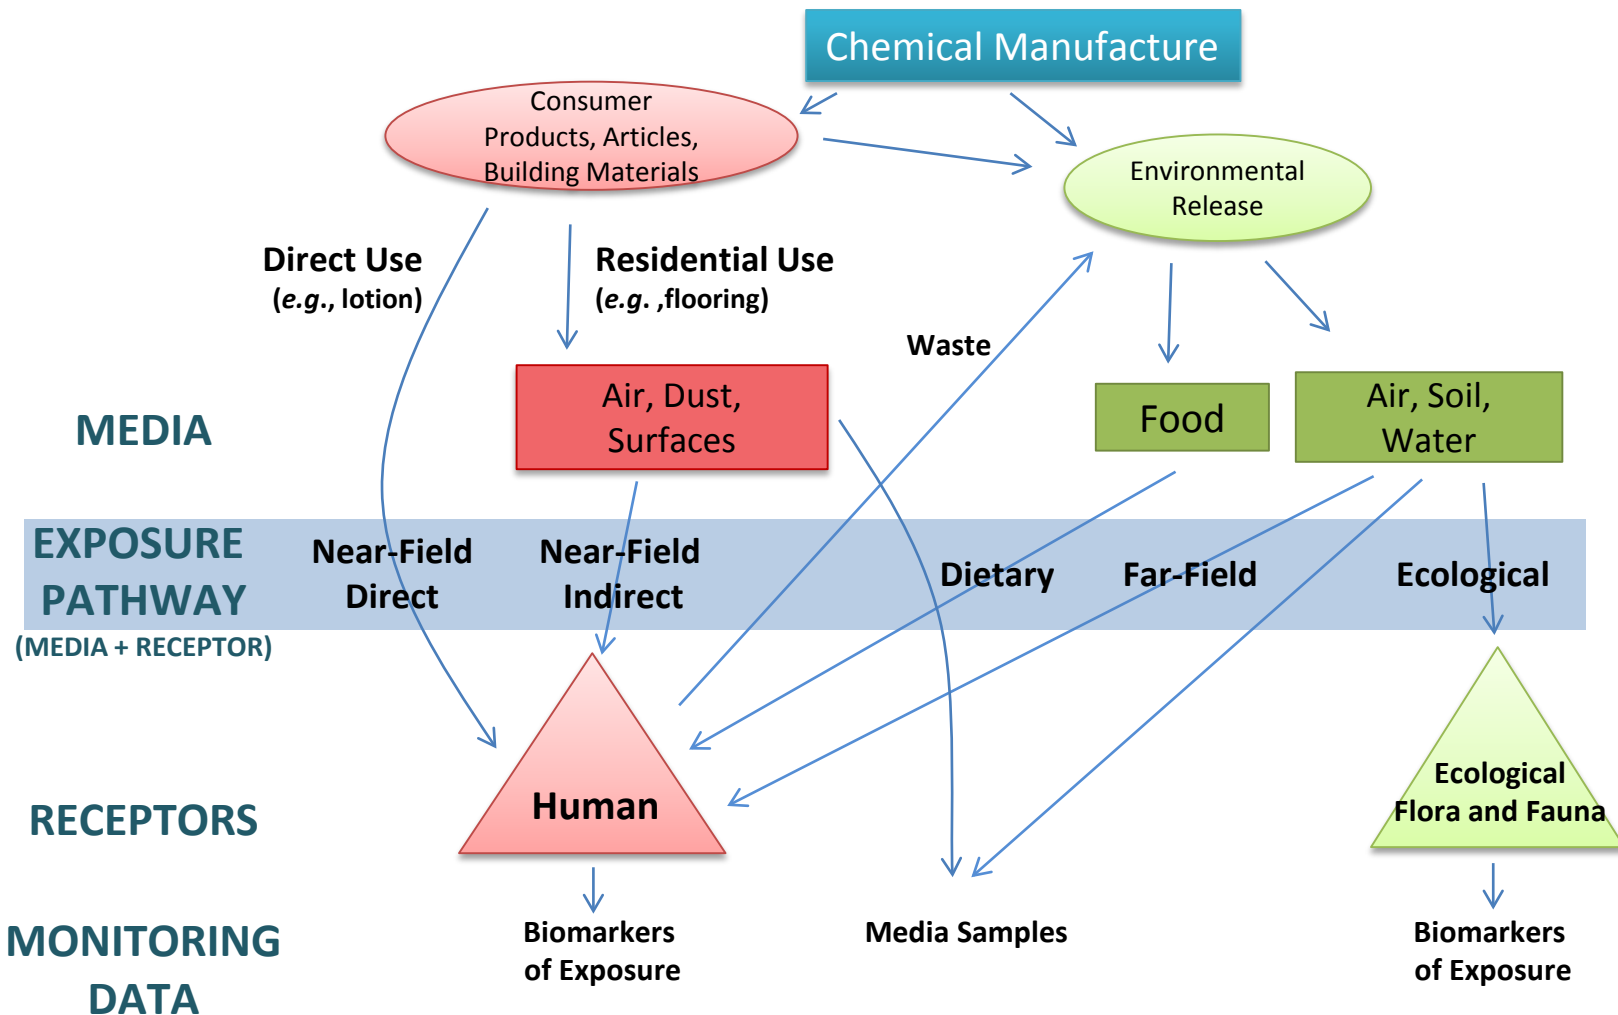 Chemical Manufacture
Consumer
Products, Articles,
Building Materials
Environmental
Release
Direct Use
(e.g., lotion)
Residential Use
(e.g. ,flooring)
Waste
MEDIA
Air, Dust,
Surfaces
Food
Air, Soil,
Water
EXPOSURE
PATHWAY
(MEDIA + RECEPTOR)
Near-Field
Direct
Near-Field
Indirect
Dietary
Far-Field
Ecological
RECEPTORS
Human
Ecological
Flora and Fauna
MONITORING
DATA
Biomarkers
of Exposure
Media Samples
Biomarkers
of Exposure